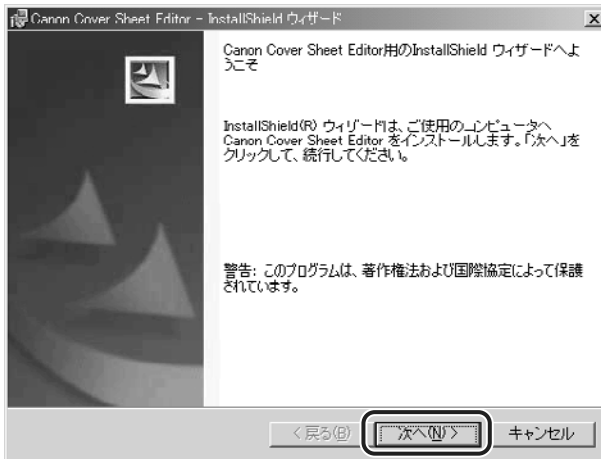 Canon Cover Sheet Editor - InstallShield ウィザード
Canon Cover Sheet Editor用のInstallShield ウィザードへよ
うこそ
InstallShield(R) ウィザードは、ご使用のコンピュータへ
Canon Cover Sheet Editor をインストールします。「次へ」を
クリックして、続行してください。
警告: このプログラムは、著作権法および国際協定によって保護
されています。
< 戻る(B)
次へ(N) >
キャンセル